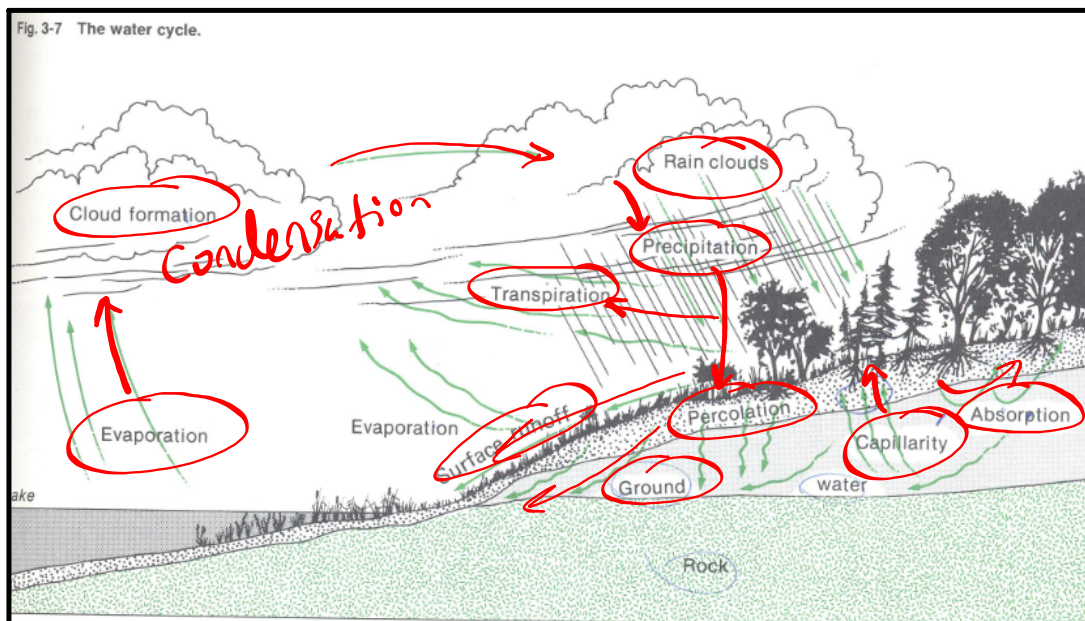 Fig. 3-7 The water cycle.
Rain clouds
Cloud formation
Condensation
Precipitation
Transpiration
Evaporation
Evaporation
Surface runoff
Percolation
Absorption
Capillarity
Ground water
ake
Rock